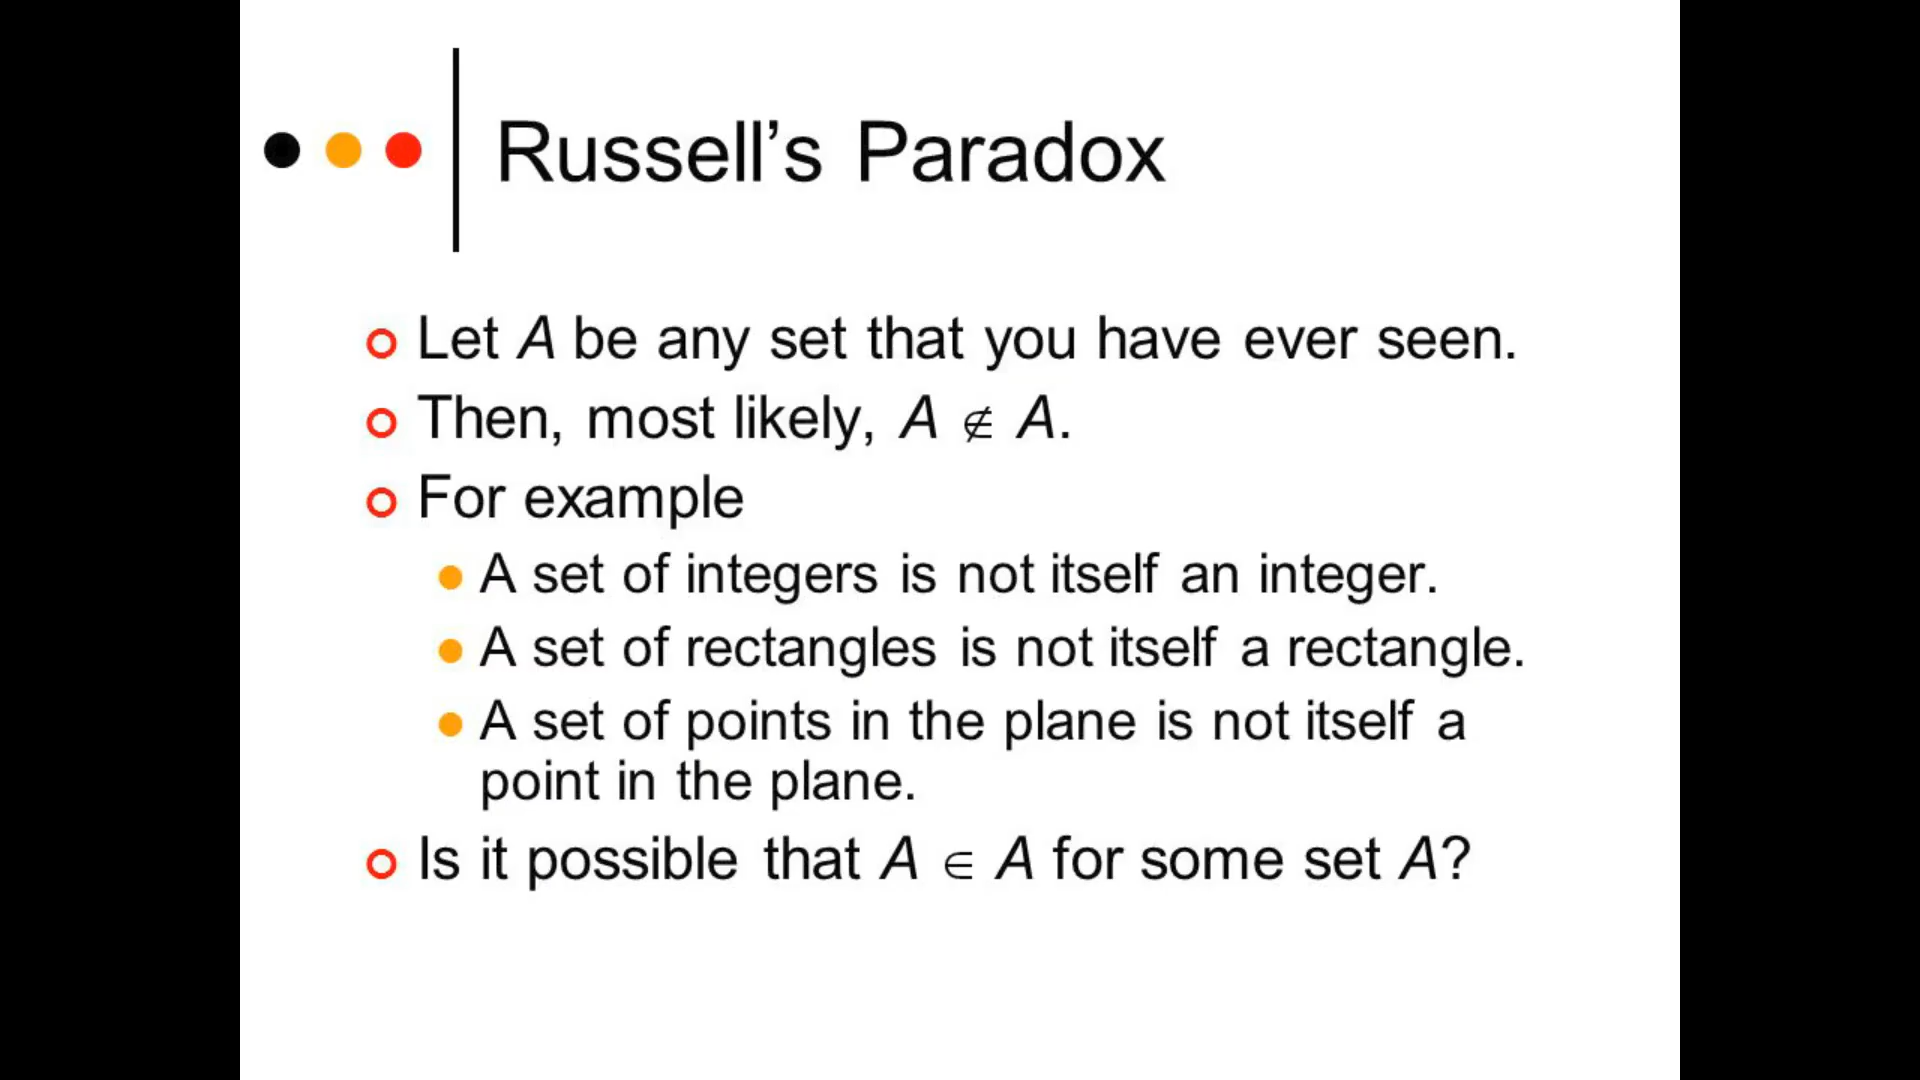 Russell’s Paradox
Let A be any set that you have ever seen.
Then, most likely, A ∉ A.
For example
A set of integers is not itself an integer.
A set of rectangles is not itself a rectangle.
A set of points in the plane is not itself a
point in the plane.
Is it possible that A ∈ A for some set A?